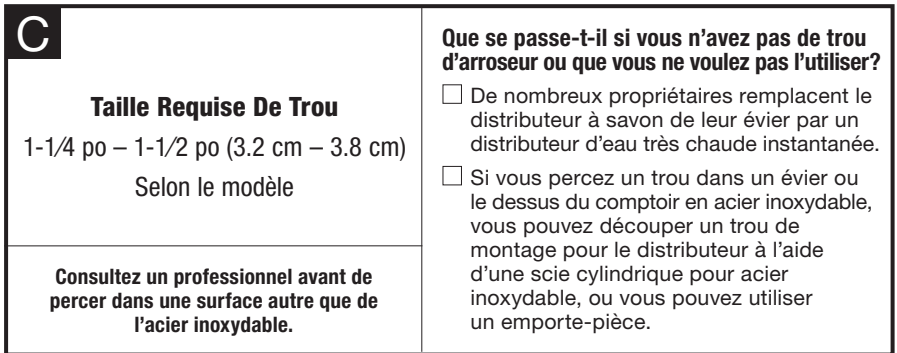 C
Taille Requise De Trou
1-1/4 po – 1-1/2 po (3.2 cm – 3.8 cm)
Selon le modèle
Consultez un professionnel avant de
percer dans une surface autre que de
l’acier inoxydable.
Que se passe-t-il si vous n’avez pas de trou
d’arroseur ou que vous ne voulez pas l’utiliser?
☐ De nombreux propriétaires remplacent le
distributeur à savon de leur évier par un
distributeur d’eau très chaude instantanée.
☐ Si vous percez un trou dans un évier ou
le dessus du comptoir en acier inoxydable,
vous pouvez découper un trou de
montage pour le distributeur à l’aide
d’une scie cylindrique pour acier
inoxydable, ou vous pouvez utiliser
un emporte-pièce.